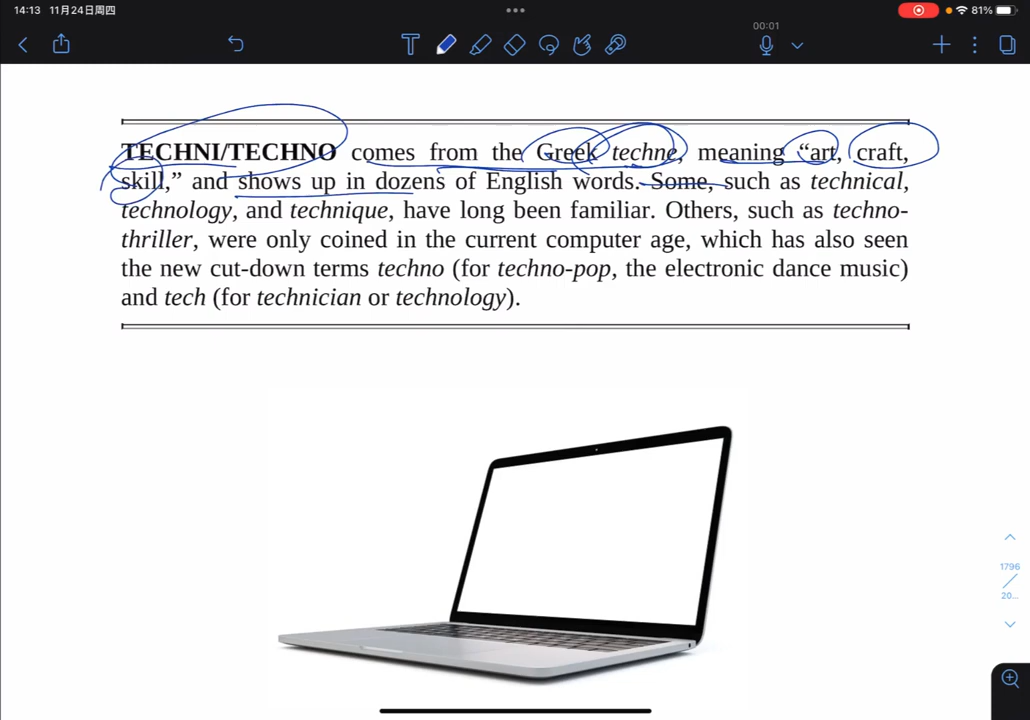 14:13 11月24日周四
81%
00:01
TECHNI/TECHNO comes from the Greek techne, meaning “art, craft,
skill,” and shows up in dozens of English words. Some, such as technical,
technology, and technique, have long been familiar. Others, such as techno-
thriller, were only coined in the current computer age, which has also seen
the new cut-down terms techno (for techno-pop, the electronic dance music)
and tech (for technician or technology).
1796
20...